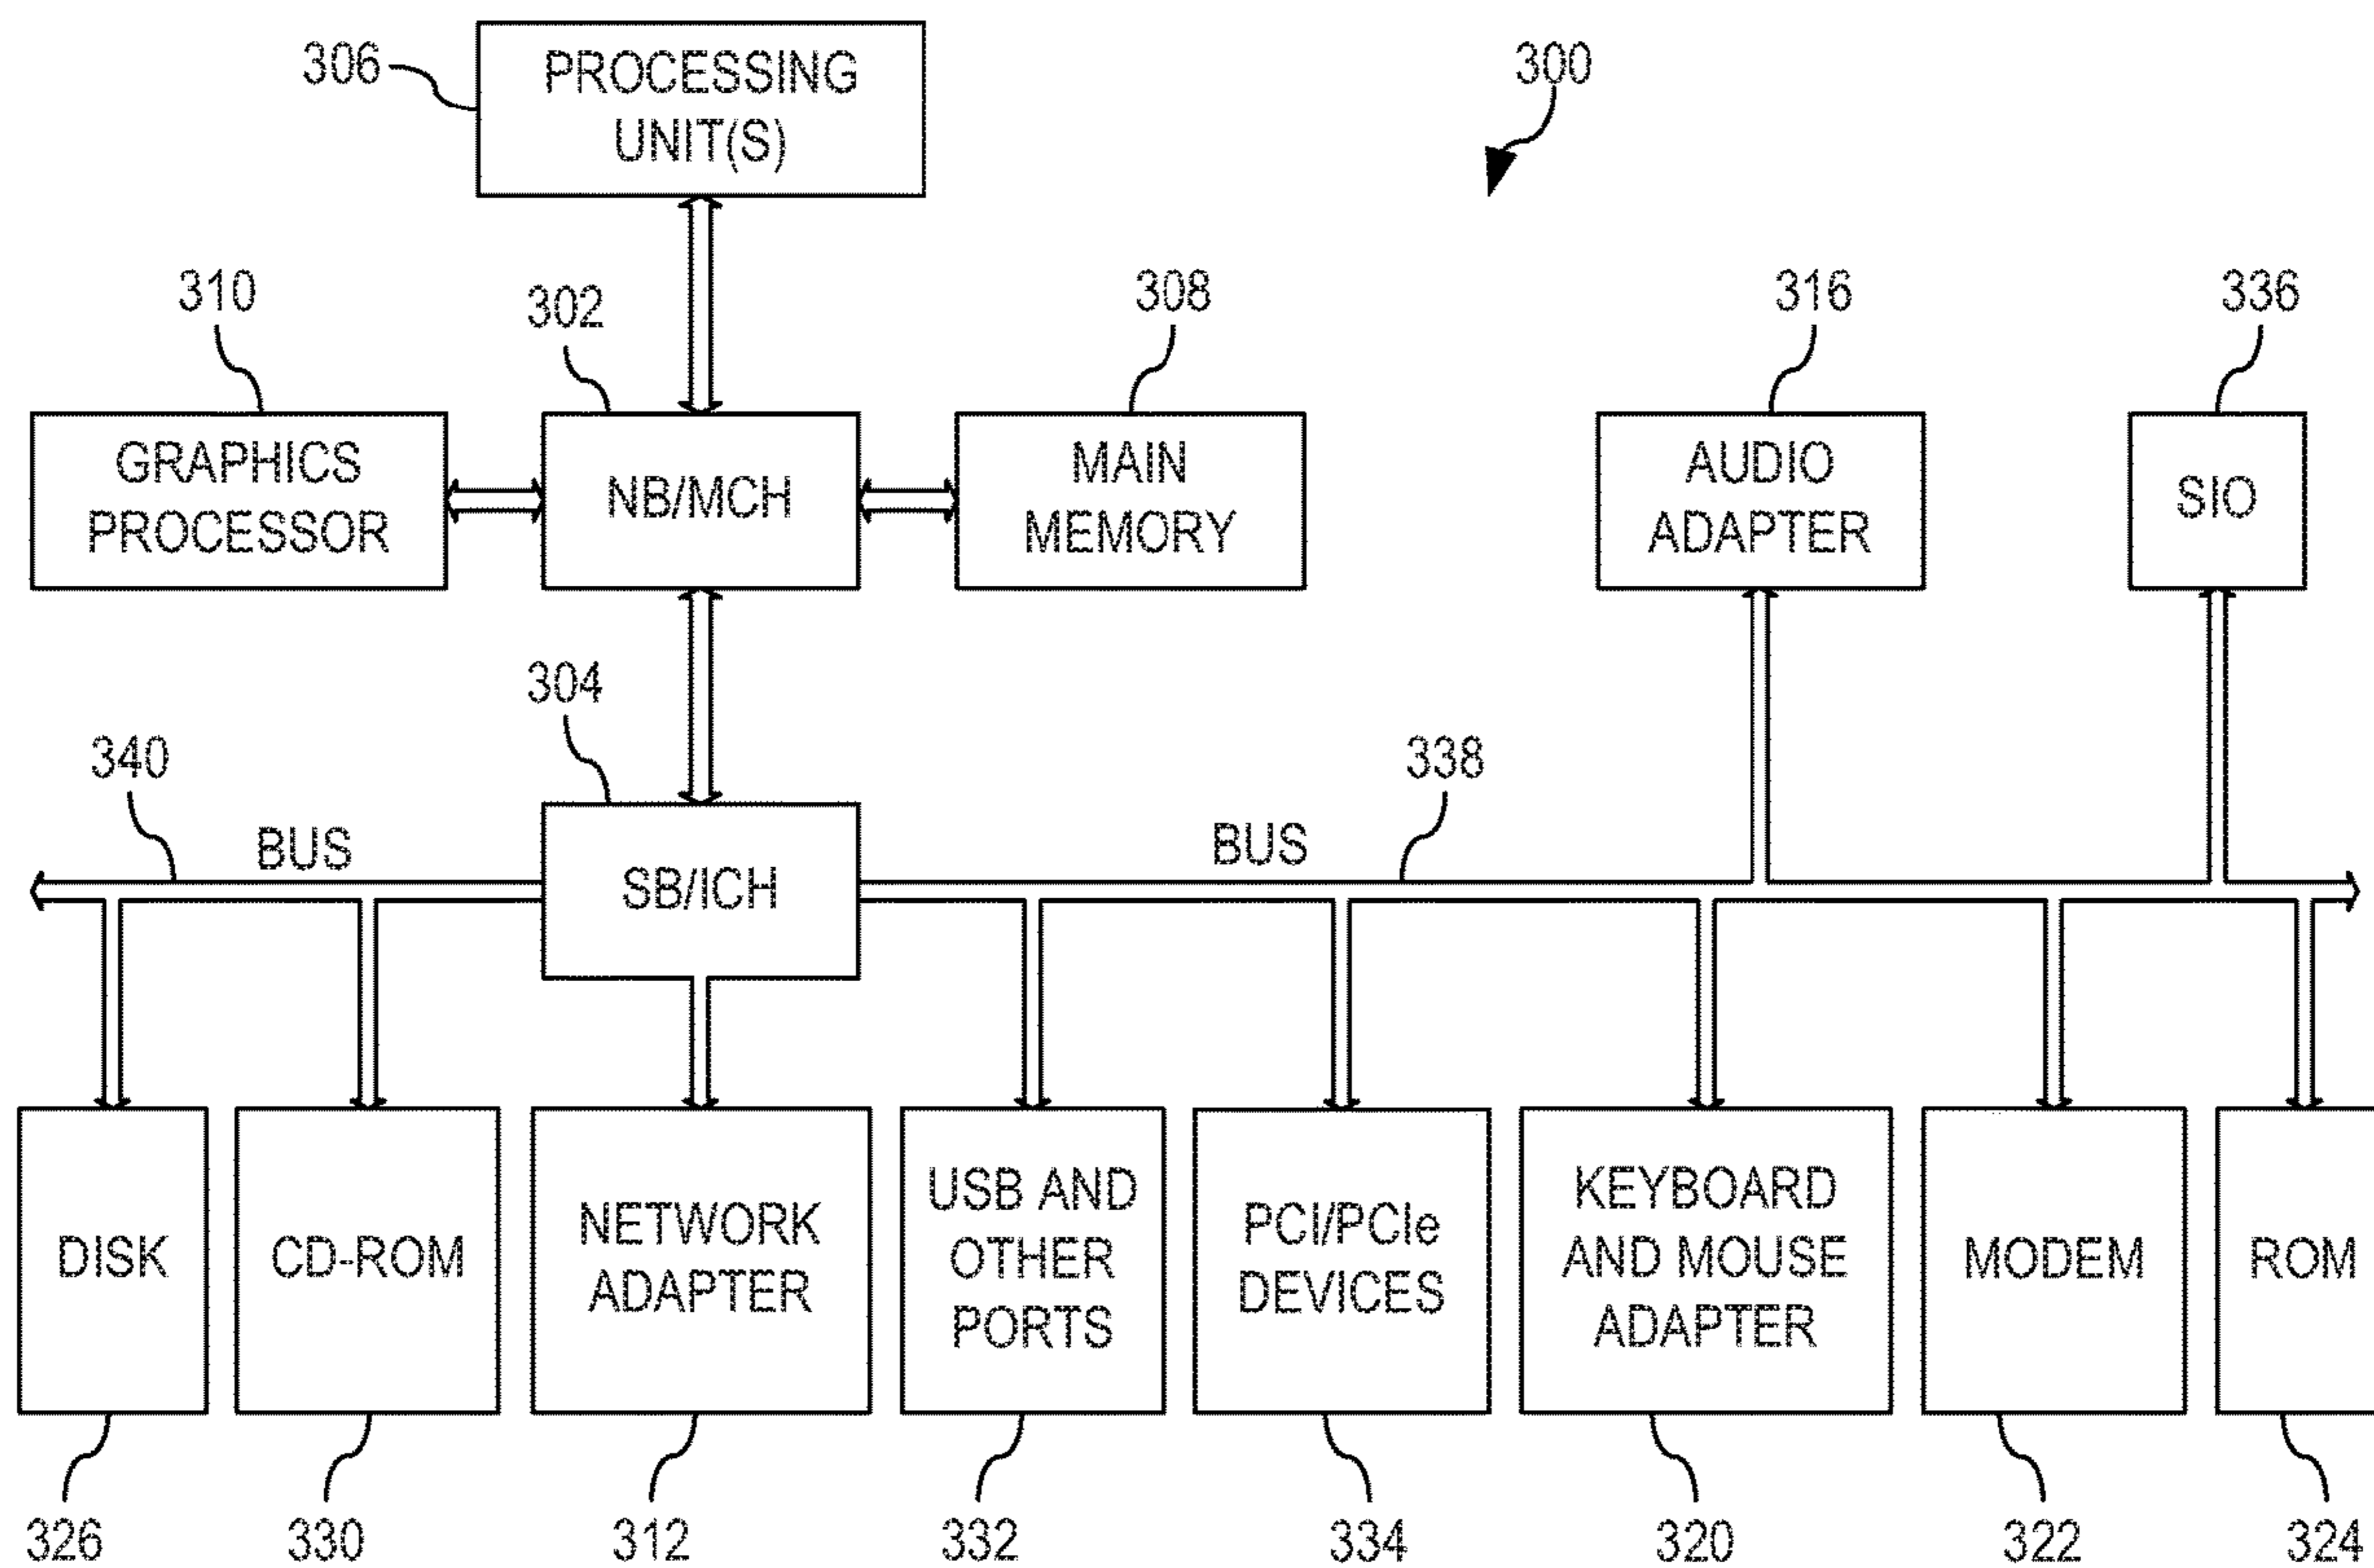 306
PROCESSING
UNIT(S)
300
310
302
308
316
336
GRAPHICS
PROCESSOR
NB/MCH
MAIN
MEMORY
AUDIO
ADAPTER
SIO
304
340
338
BUS
BUS
SB/ICH
DISK
CD-ROM
NETWORK
ADAPTER
USB AND
OTHER
PORTS
PCI/PCIe
DEVICES
KEYBOARD
AND MOUSE
ADAPTER
MODEM
ROM
326
330
312
332
334
320
322
324